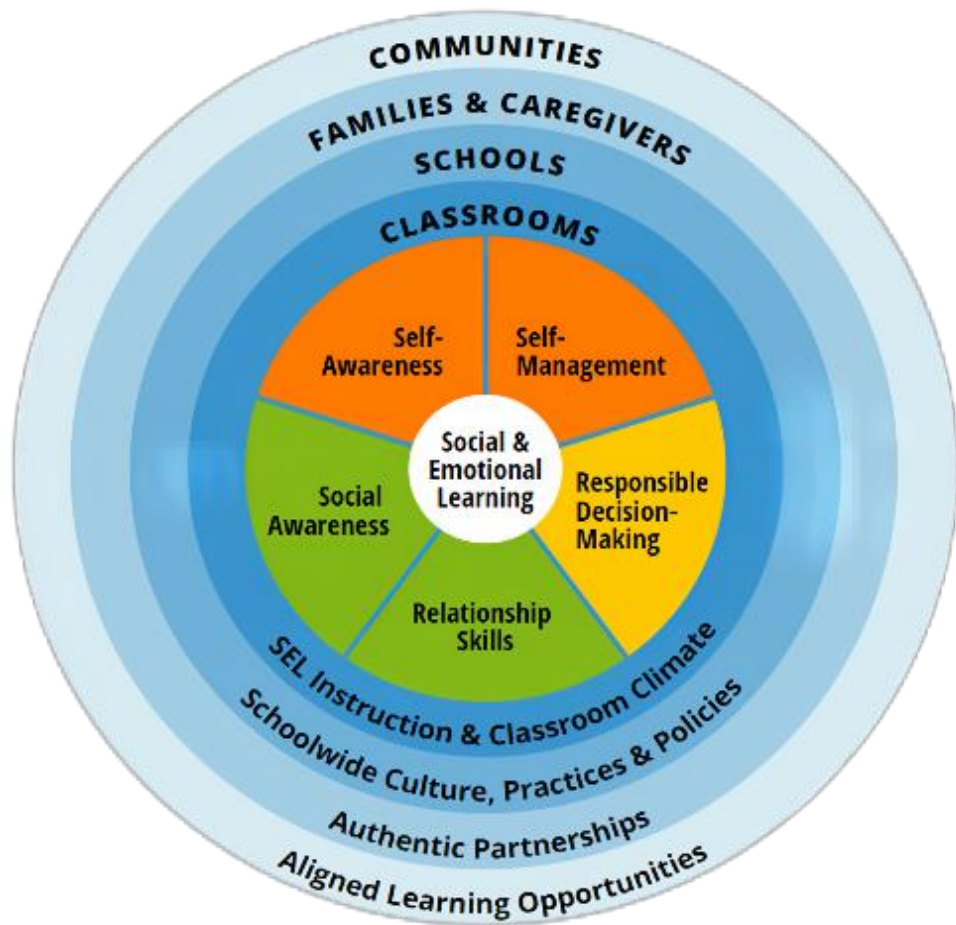 COMMUNITIES
FAMILIES & CAREGIVERS
SCHOOLS
CLASSROOMS
Self-
Awareness
Self-
Management
Social &
Emotional
Learning
Social
Awareness
Responsible
Decision-
Making
Relationship
Skills
SEL Instruction & Classroom Climate
Schoolwide Culture, Practices & Policies
Authentic Partnerships
Aligned Learning Opportunities